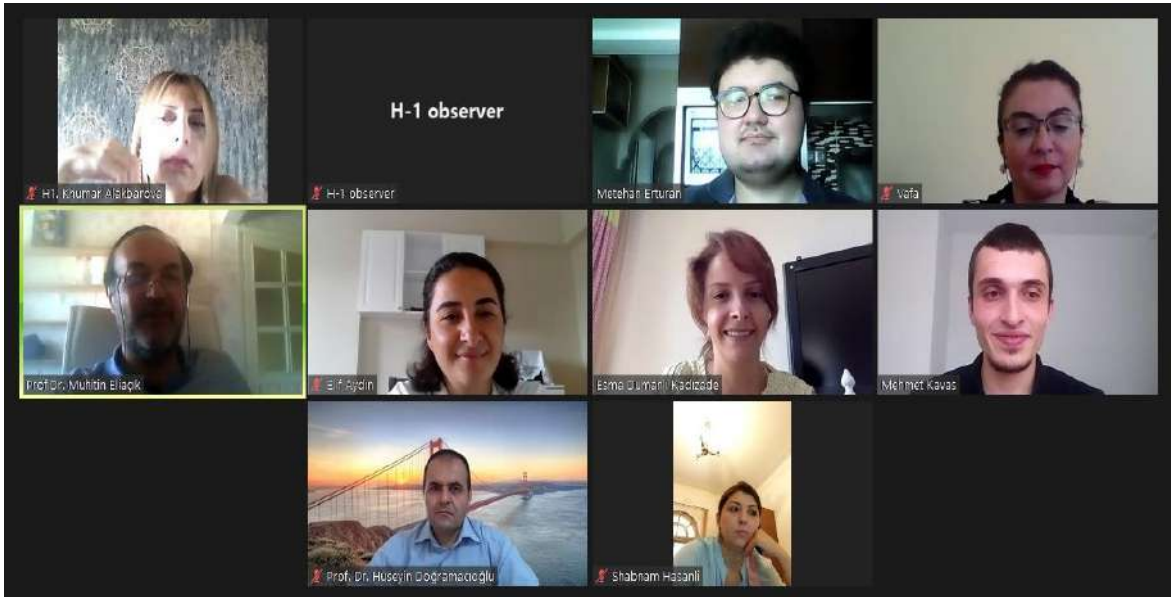 H1. Khumar Alakbarova
H-1 observer
H-1 observer
Metehan Erturan
Vafa
Prof Dr. Muhitin Eliaçık
Elif Aydın
Esma Dumanlı Kadızade
Mehmet Kavas
Prof. Dr. Hüseyin Doğramacıoğlu
Shabnam Hasanli